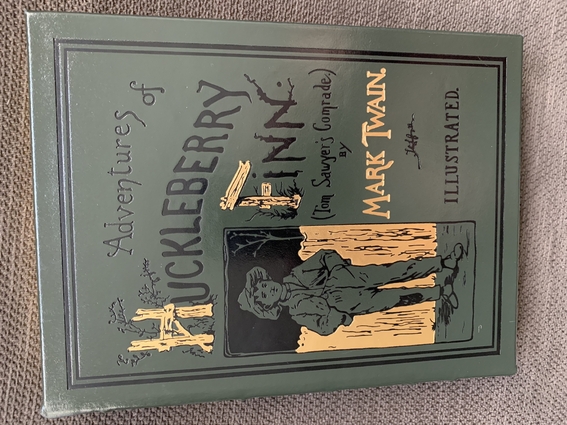 Adventures of
HUCKLEBERRY
FINN.
(Tom Sawyer's Comrade.)
BY
MARK TWAIN.
ILLUSTRATED.